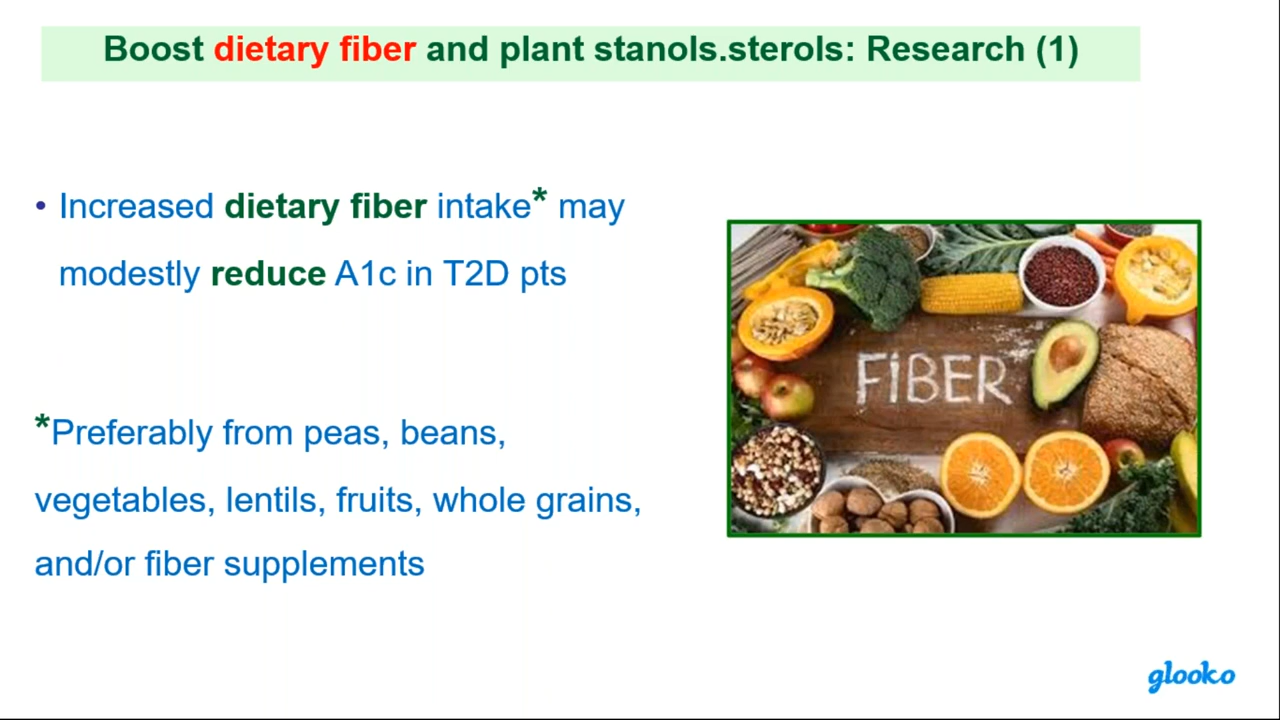 Boost dietary fiber and plant stanols.sterols: Research (1)
• Increased dietary fiber intake* may
modestly reduce A1c in T2D pts
*Preferably from peas, beans,
vegetables, lentils, fruits, whole grains,
and/or fiber supplements
FIBER
glooko